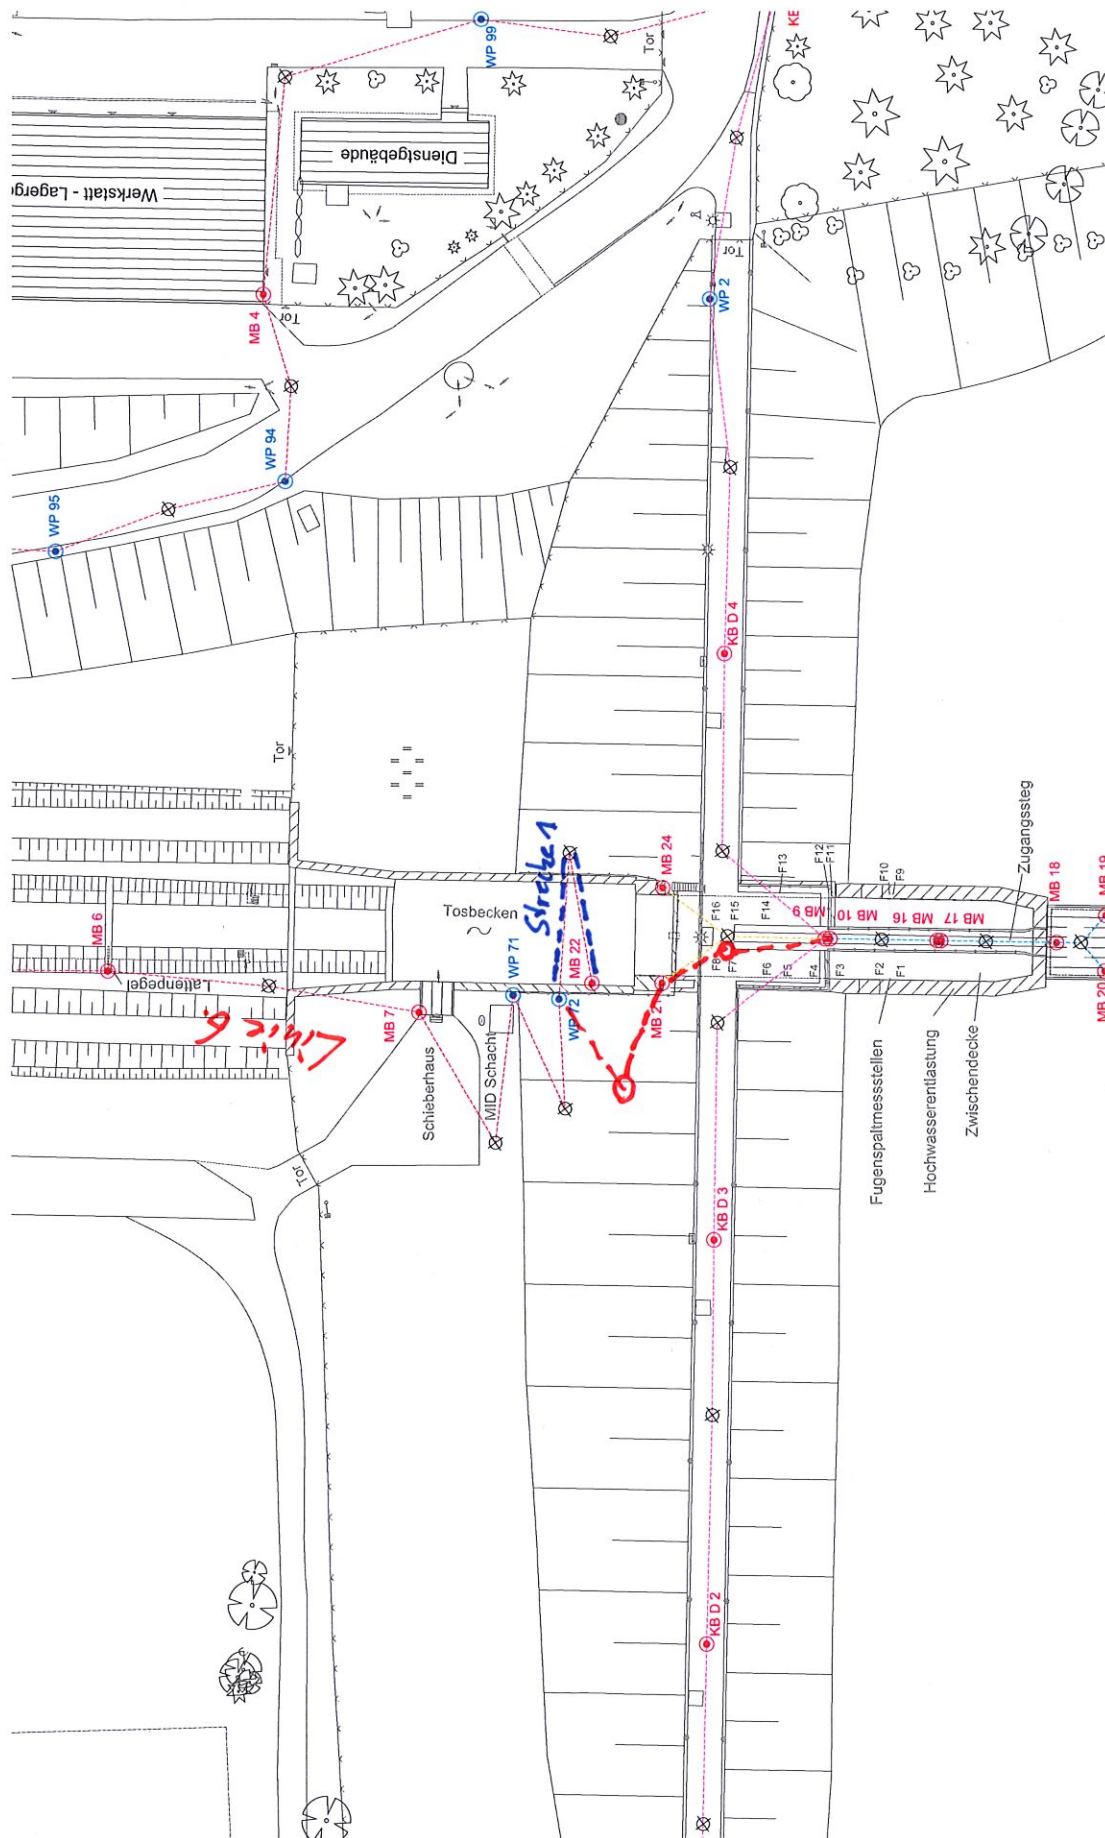 KB
WP 99
Tor
Dienstgebäude
Werkstatt - Lagerge
MB 4
Tor
Tor
WP 2
WP 94
WP 95
KB D 4
Tor
Strecke 1
MB 24
Zugangssteg
F13
F12
F11
F10
F9
MB 18
MB 19
MB 6
Tosbecken
F16
F15
F14
MB 9
MB 10
MB 16
MB 17
WP 71
MB 22
Lattenpegel
F8
F7
F6
F5
F4
F3
F2
F1
MB 20
MB 7
WP 72
MB 21
Linie 6.
MID Schacht
Schieberhaus
Fugenspaltmessstellen
Hochwasserentlastung
Zwischendecke
Tor
KB D 3
KB D 2